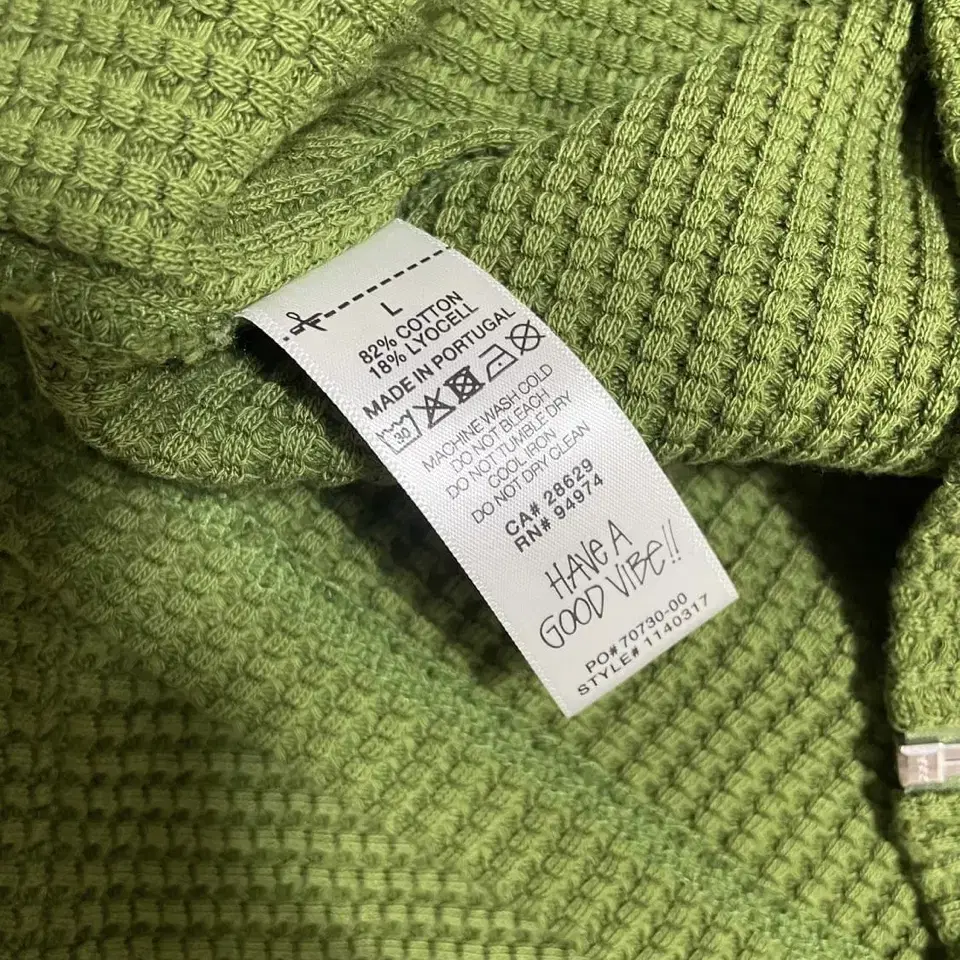 L
82% COTTON
18% LYOCELL
MADE IN PORTUGAL
30
MACHINE WASH COLD
DO NOT BLEACH
DO NOT TUMBLE DRY
COOL IRON
DO NOT DRY CLEAN
CA# 28629
RN# 94974
HAVE A
GOOD VIBE!!
PO# 70730-00
STYLE# 1140317